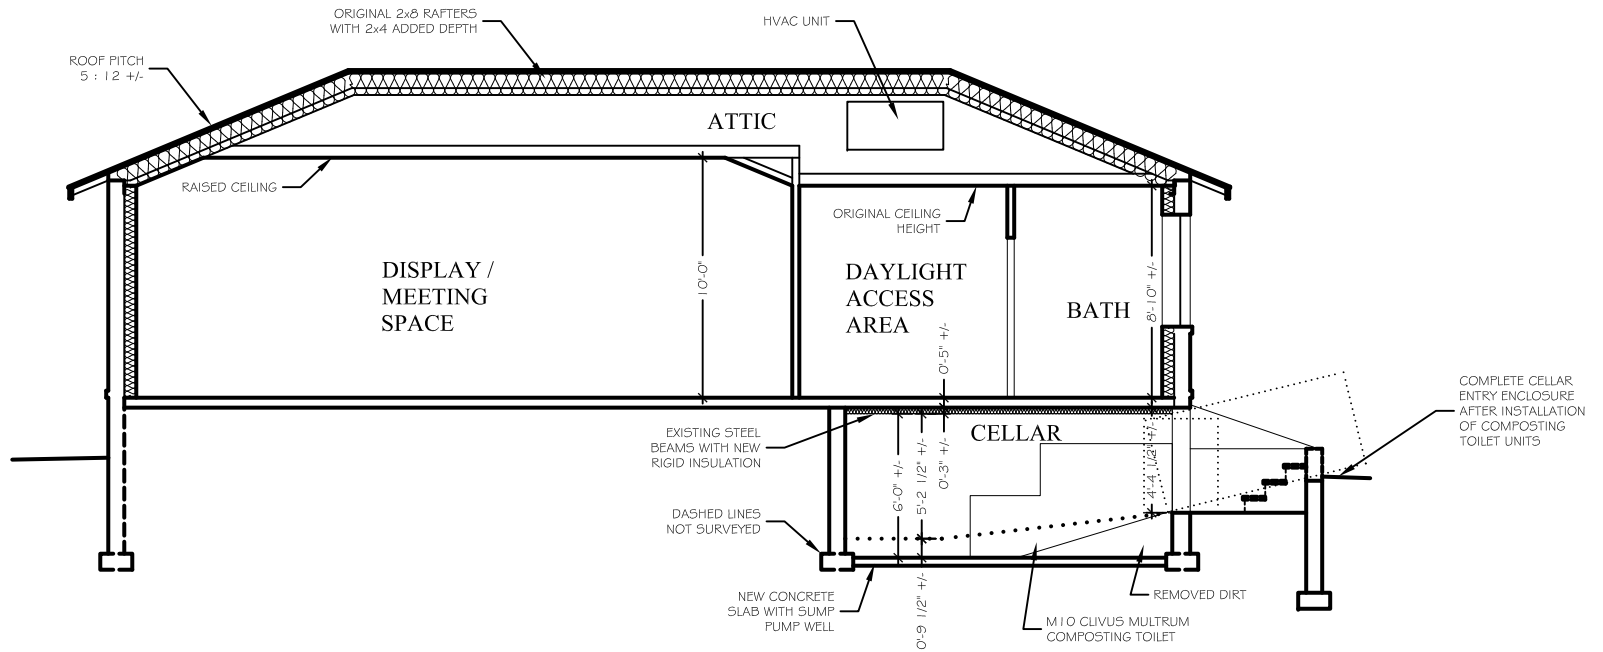 ORIGINAL 2x8 RAFTERS
WITH 2x4 ADDED DEPTH
HVAC UNIT
ROOF PITCH
5 : 12 +/-
ATTIC
RAISED CEILING
ORIGINAL CEILING
HEIGHT
DISPLAY /
MEETING
SPACE
10'-0"
DAYLIGHT
ACCESS
AREA
BATH
8'-10" +/-
0'-5" +/-
COMPLETE CELLAR
ENTRY ENCLOSURE
AFTER INSTALLATION
OF COMPOSTING
TOILET UNITS
EXISTING STEEL
BEAMS WITH NEW
RIGID INSULATION
CELLAR
6'-0" +/-
5'-2 1/2" +/-
0'-3" +/-
4'-4 1/2" +/-
DASHED LINES
NOT SURVEYED
NEW CONCRETE
SLAB WITH SUMP
PUMP WELL
0'-9 1/2" +/-
REMOVED DIRT
M10 CLIVUS MULTRUM
COMPOSTING TOILET